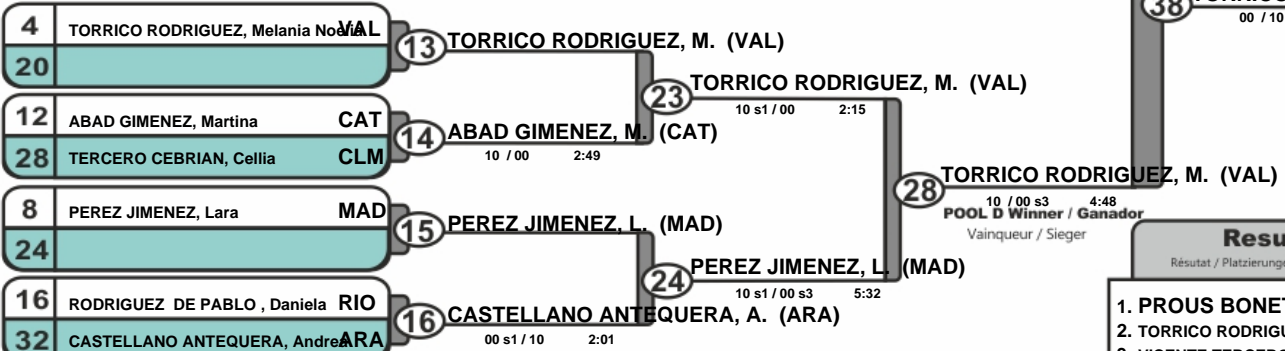 4 TORRICO RODRIGUEZ, Melania Noelia VAL
20
13 TORRICO RODRIGUEZ, M. (VAL)
12 ABAD GIMENEZ, Martina CAT
28 TERCERO CEBRIAN, Cellia CLM
14 ABAD GIMENEZ, M. (CAT)
10 / 00 2:49
23 TORRICO RODRIGUEZ, M. (VAL)
10 s1 / 00 2:15
8 PEREZ JIMENEZ, Lara MAD
24
15 PEREZ JIMENEZ, L. (MAD)
16 RODRIGUEZ DE PABLO , Daniela RIO
32 CASTELLANO ANTEQUERA, Andrea ARA
16 CASTELLANO ANTEQUERA, A. (ARA)
00 s1 / 10 2:01
24 PEREZ JIMENEZ, L. (MAD)
10 s1 / 00 s3 5:32
28 TORRICO RODRIGUEZ, M. (VAL)
10 / 00 s3 4:48
POOL D Winner / Ganador
Vainqueur / Sieger
38
00 / 10
Resu
Résutat / Platzierunge
1. PROUS BONET
2. TORRICO RODRIGU